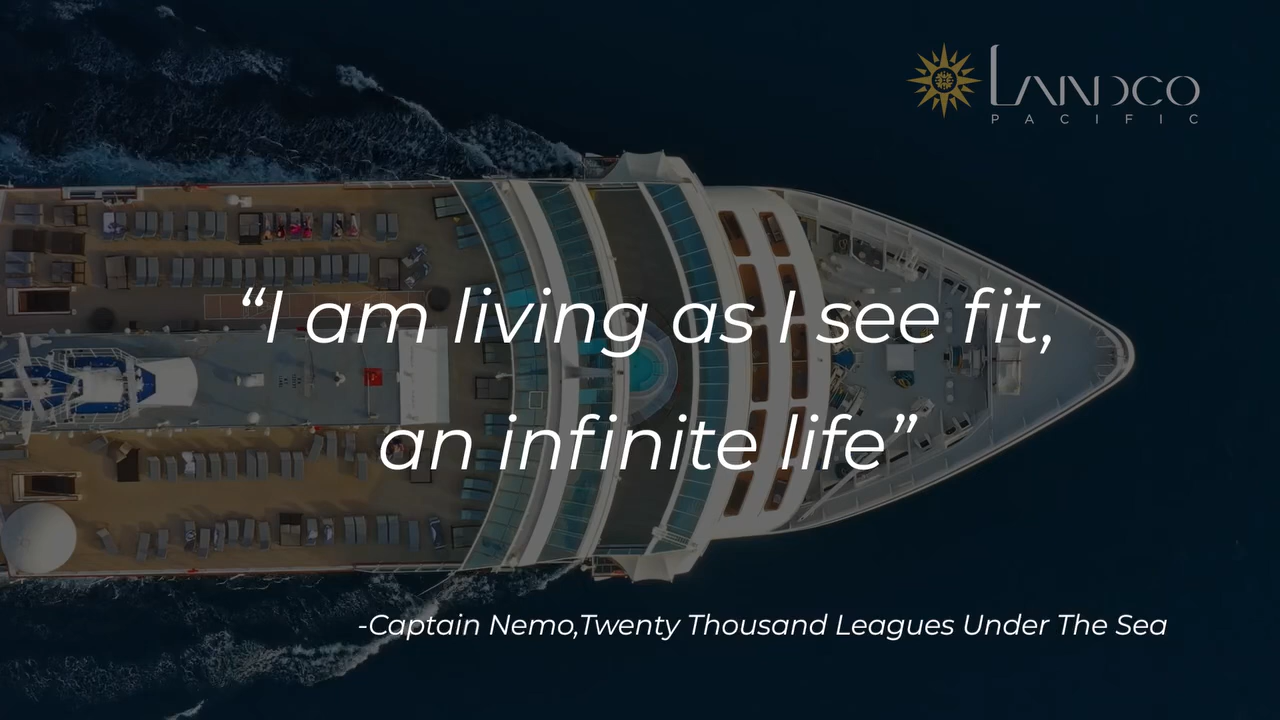 LANDCO
PACIFIC
“I am living as I see fit,
an infinite life”
-Captain Nemo,Twenty Thousand Leagues Under The Sea